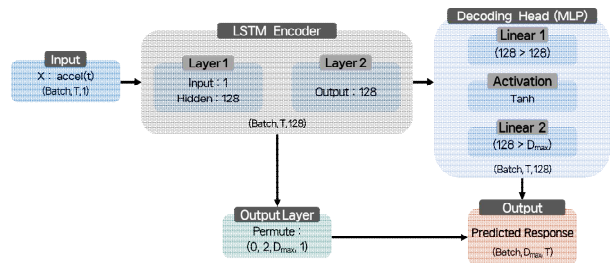 Input
X : accel(t)
(Batch, T, 1)
LSTM Encoder
Layer 1
Input : 1
Hidden : 128
Layer 2
Output : 128
(Batch, T, 128)
Decoding Head (MLP)
Linear 1
(128 > 128)
Activation
Tanh
Linear 2
(128 > Dmax)
(Batch, T, 128)
Output Layer
Permute :
(0, 2, Dmax, 1)
Output
Predicted Response
(Batch, Dmax, T)